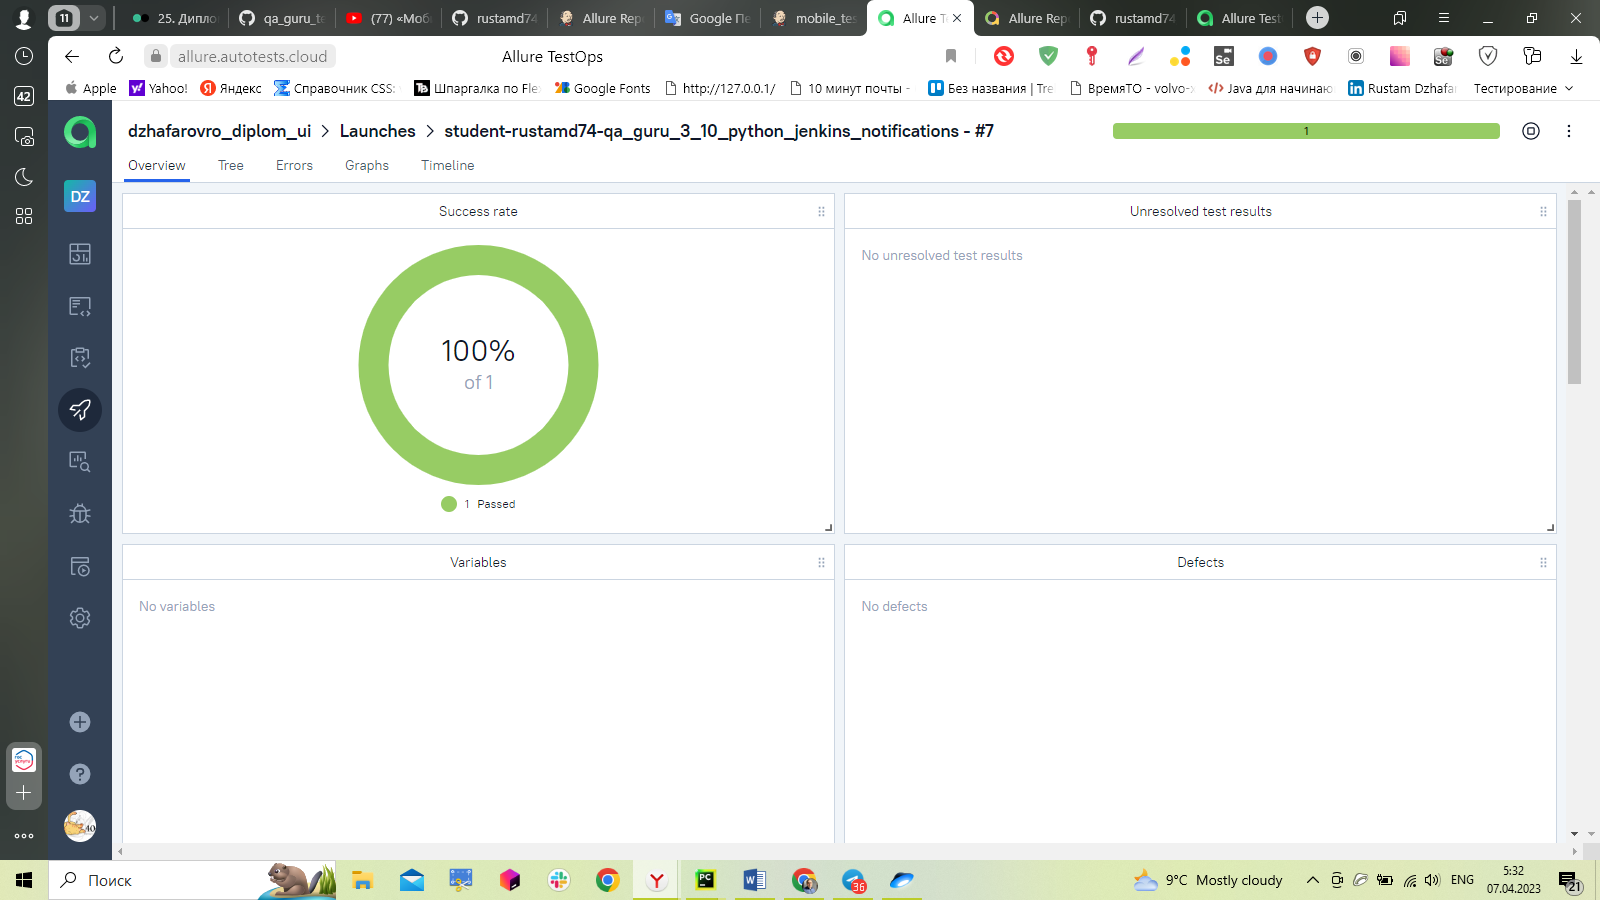 11
25. Дипло
qa_guru_te
(77) «Моб
rustamd74
Allure Rep
Google Пе
mobile_tes
Allure Te
Allure Rep
rustamd74
Allure Test
allure.autotests.cloud
Allure TestOps
42
Apple
Yahoo!
Яндекс
Справочник CSS:
Шпаргалка по Fle
Google Fonts
http://127.0.0.1/
10 минут почты -
Без названия | Tre
ВремяТО - volvo-
Java для начинаю
Rustam Dzhafa
Тестирование
dzhafarovro_diplom_ui > Launches > student-rustamd74-qa_guru_3_10_python_jenkins_notifications - #7
1
Overview
Tree
Errors
Graphs
Timeline
DZ
Success rate
100%
of 1
1 Passed
Unresolved test results
No unresolved test results
Variables
No variables
Defects
No defects
Поиск
36
9°C Mostly cloudy
ENG
5:32
07.04.2023
21